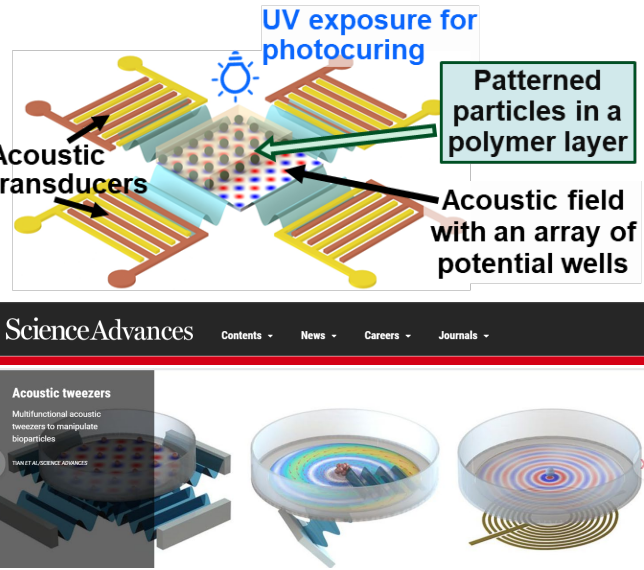 UV exposure for
photocuring
Patterned
particles in a
polymer layer
Acoustic
transducers
Acoustic field
with an array of
potential wells
ScienceAdvances
Contents
News
Careers
Journals
Acoustic tweezers
Multifunctional acoustic
tweezers to manipulate
bioparticles
TIAN ET AL/SCIENCE ADVANCES